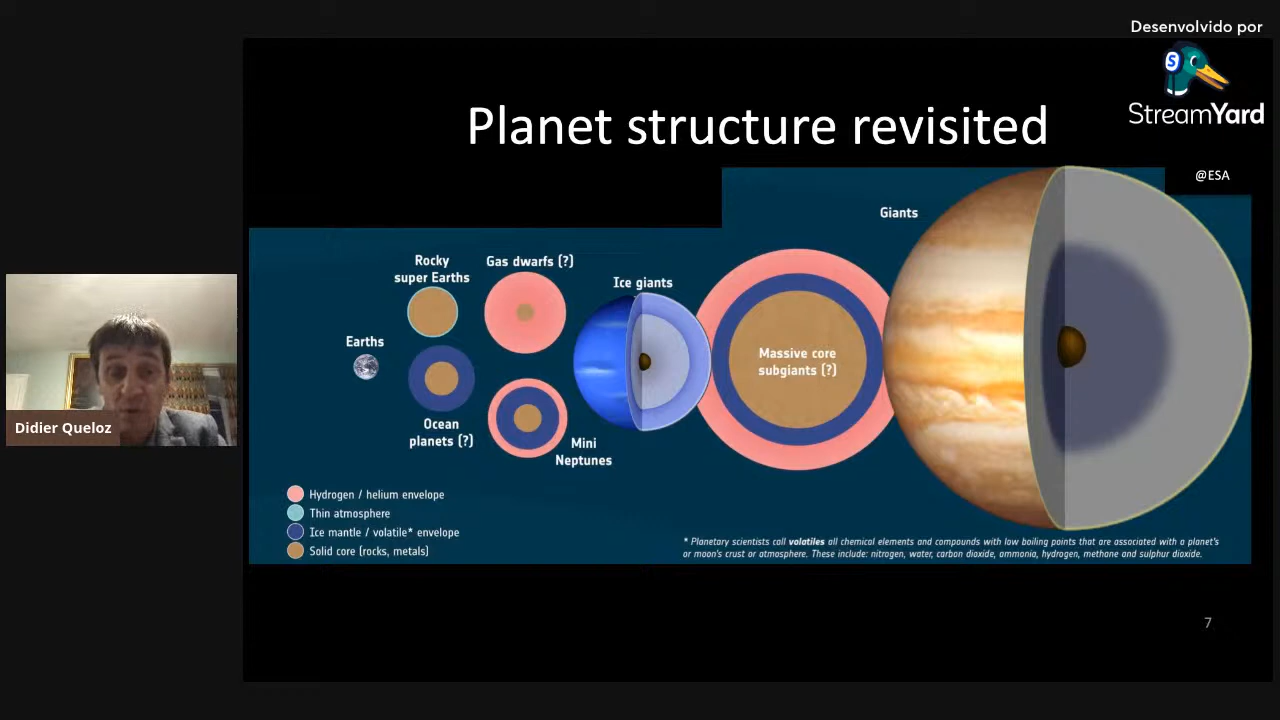 Desenvolvido por
S
StreamYard
Planet structure revisited
@ESA
Giants
Rocky
super Earths
Gas dwarfs (?)
Ice giants
Earths
Massive core
subgiants (?)
Ocean
planets (?)
Mini
Neptunes
Didier Queloz
Hydrogen / helium envelope
Thin atmosphere
Ice mantle / volatile* envelope
Solid core (rocks, metals)
* Planetary scientists call volatiles all chemical elements and compounds with low boiling points that are associated with a planet's
or moon's crust or atmosphere. These include: nitrogen, water, carbon dioxide, ammonia, hydrogen, methane and sulphur dioxide.
7